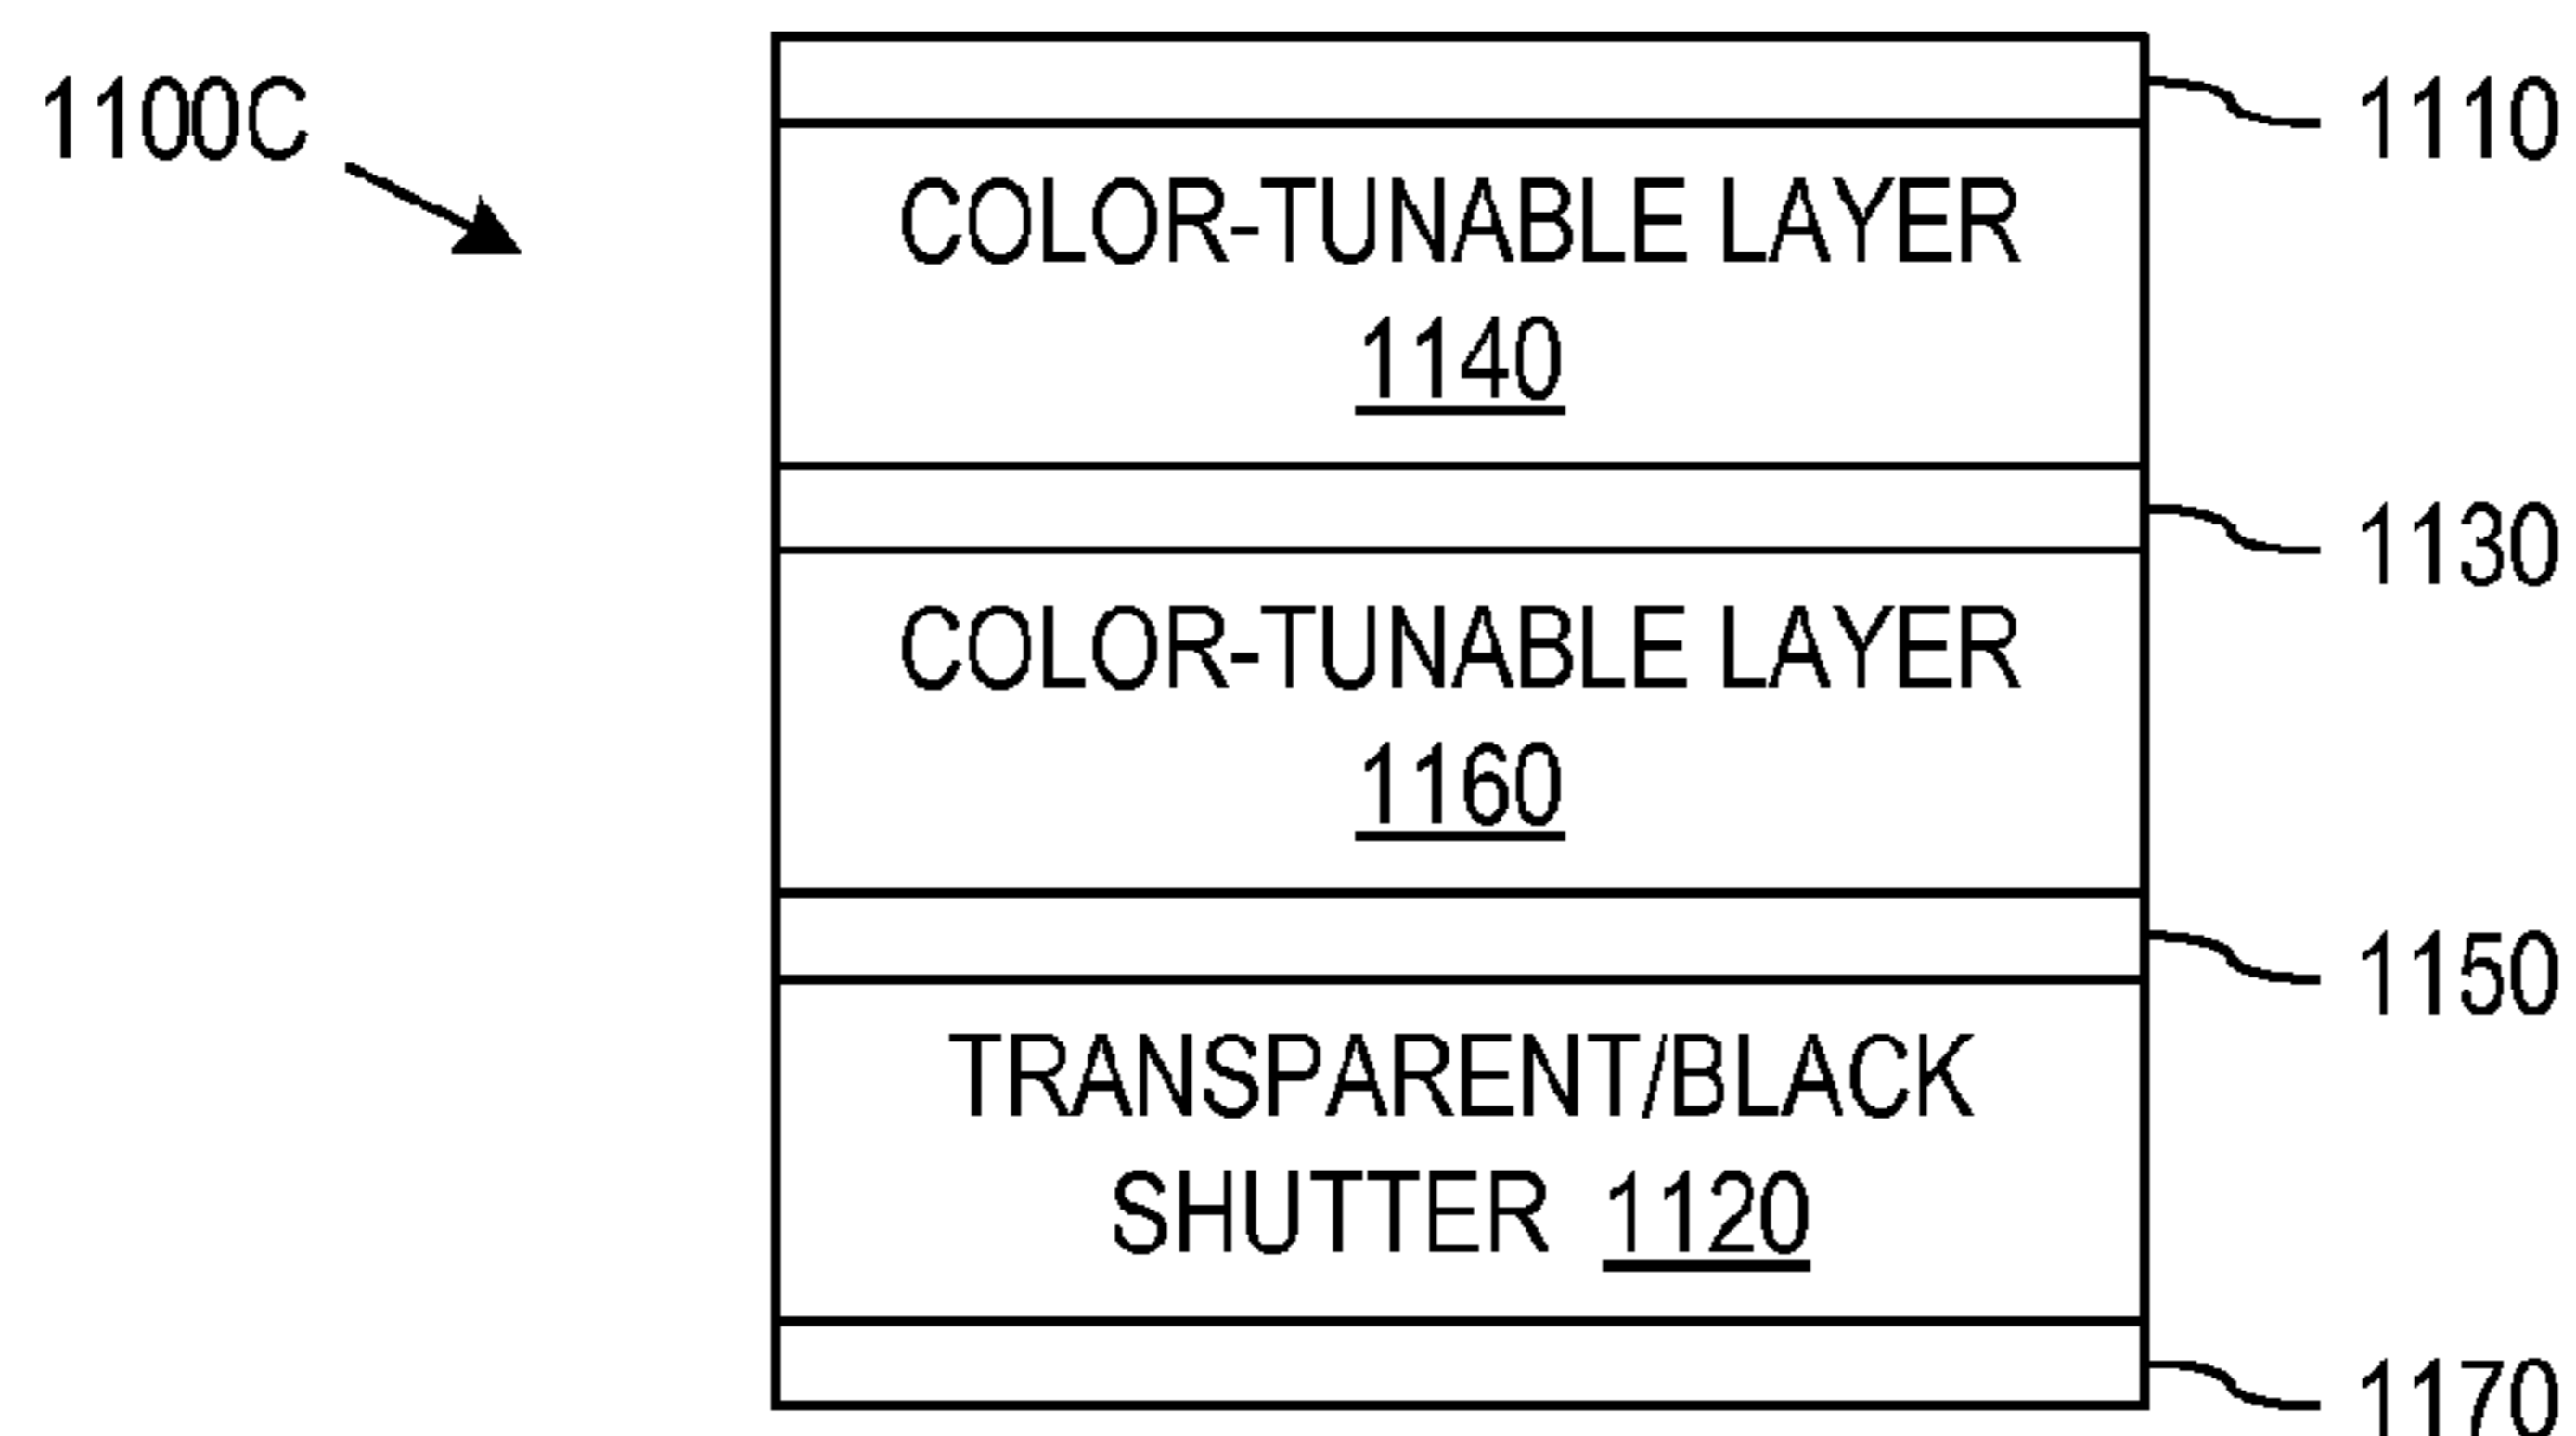 1100C
1110
COLOR-TUNABLE LAYER
1140
1130
COLOR-TUNABLE LAYER
1160
1150
TRANSPARENT/BLACK
SHUTTER 1120
1170